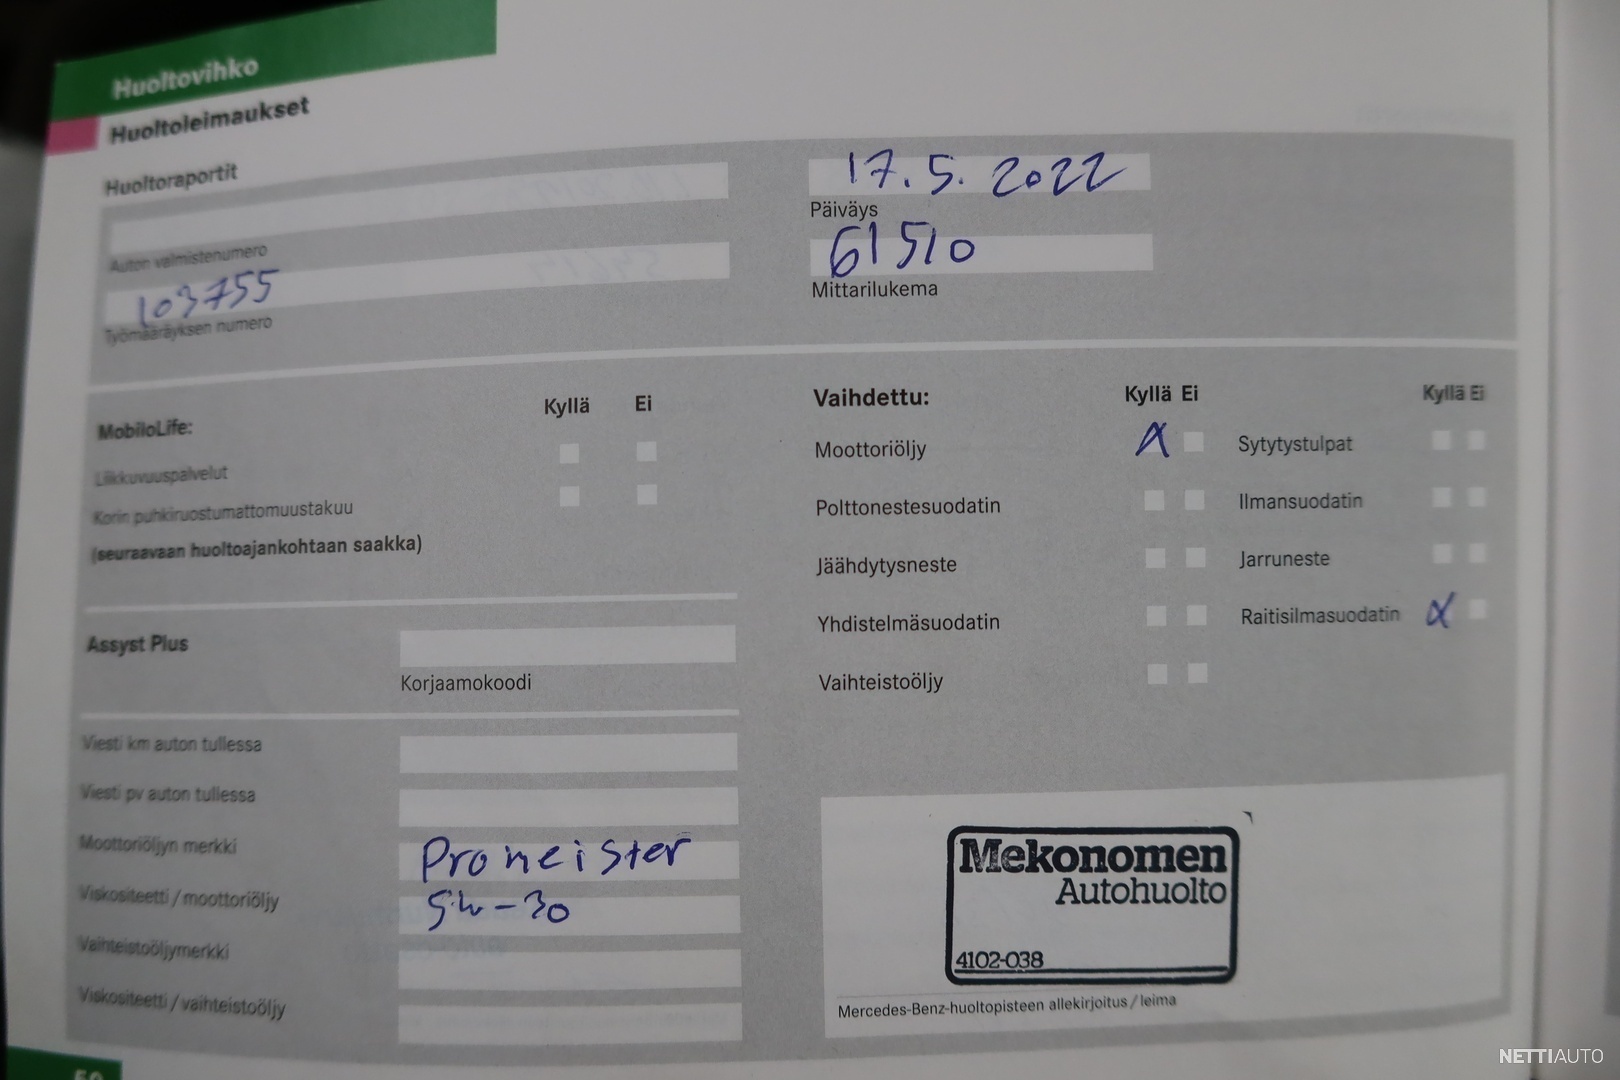 Huoltovihko
Huoltoleimaukset
Huoltoraportit
Auton valmistenumero
103755
Työmääräyksen numero
17.5.2022
Päiväys
61510
Mittarilukema
MobiloLife:
Kyllä Ei
Liikkuvuuspalvelut
Korin puhkiruostumattomuustakuu
(seuraavaan huoltoajankohtaan saakka)
Assyst Plus
Korjaamokoodi
Viesti km auton tullessa
Viesti pv auton tullessa
Moottoriöljyn merkki
Promeister
Viskositeetti / moottoriöljy
5w-30
Vaihteistoöljymerkki
Viskositeetti / vaihteistoöljy
Vaihdettu:
Kyllä Ei
Kyllä Ei
Moottoriöljy X
Sytytystulpat
Polttonestesuodatin
Ilmansuodatin
Jäähdytysneste
Jarruneste
Yhdistelmäsuodatin
Raitisilmasuodatin X
Vaihteistoöljy
Mekonomen
Autohuolto
4102-038
Mercedes-Benz-huoltopisteen allekirjoitus / leima
NETTIAUTO